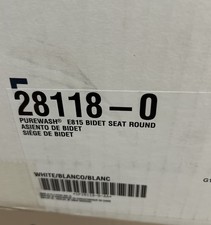 28118-0
PUREWASH® E815 BIDET SEAT ROUND
ASIENTO DE BIDET
SIÈGE DE BIDET
WHITE/BLANCO/BLANC